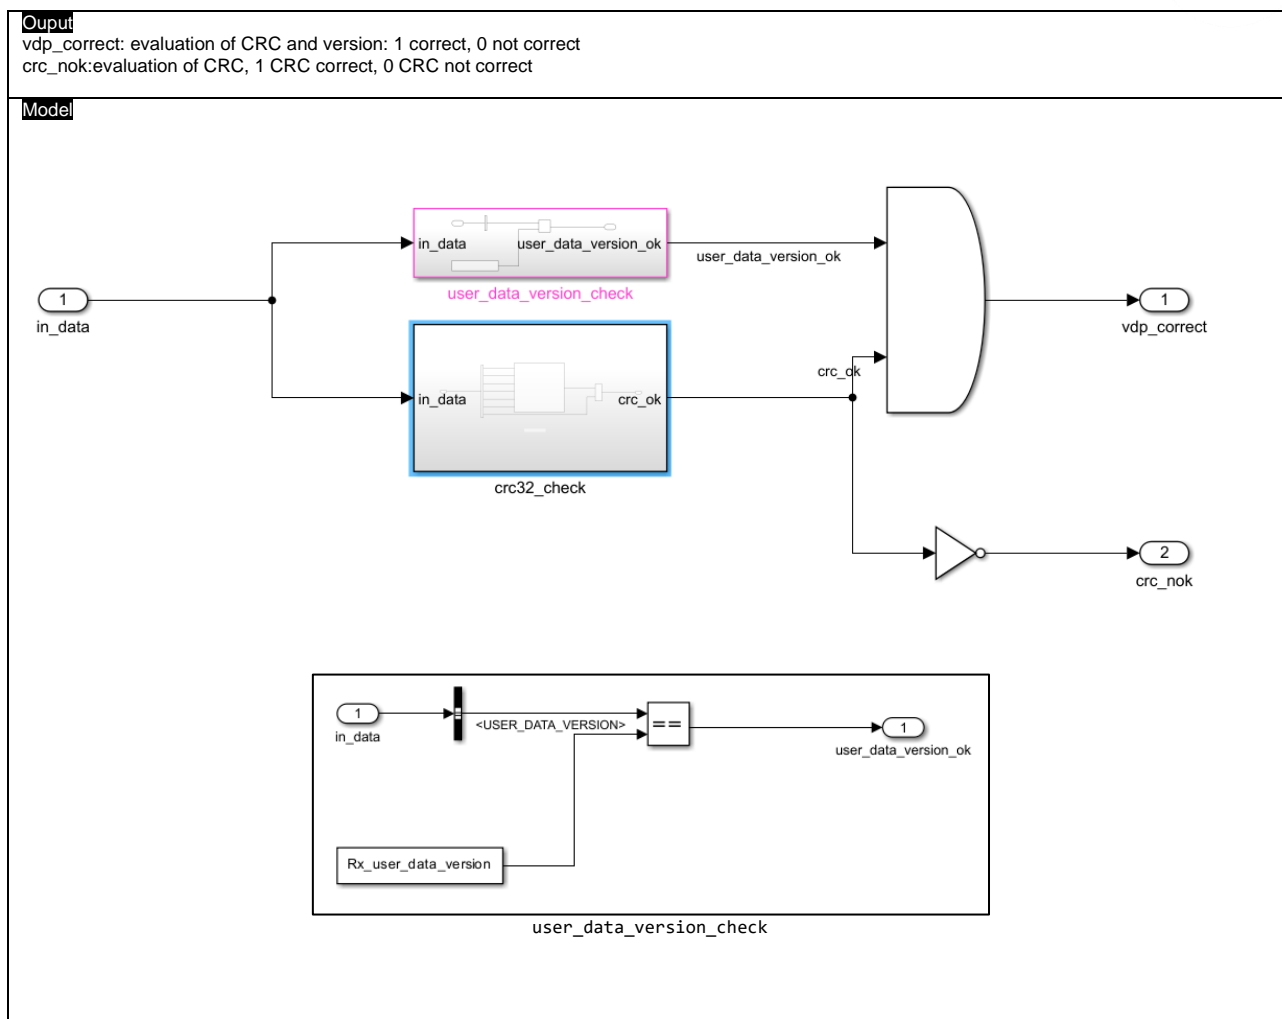 Ouput
vdp_correct: evaluation of CRC and version: 1 correct, 0 not correct
crc_nok:evaluation of CRC, 1 CRC correct, 0 CRC not correct
Model
in_data
user_data_version_ok
user_data_version_check
user_data_version_ok
1
in_data
1
vdp_correct
in_data
crc_ok
crc_ok
crc32_check
2
crc_nok
1
in_data
<USER_DATA_VERSION>
==
1
user_data_version_ok
Rx_user_data_version
user_data_version_check